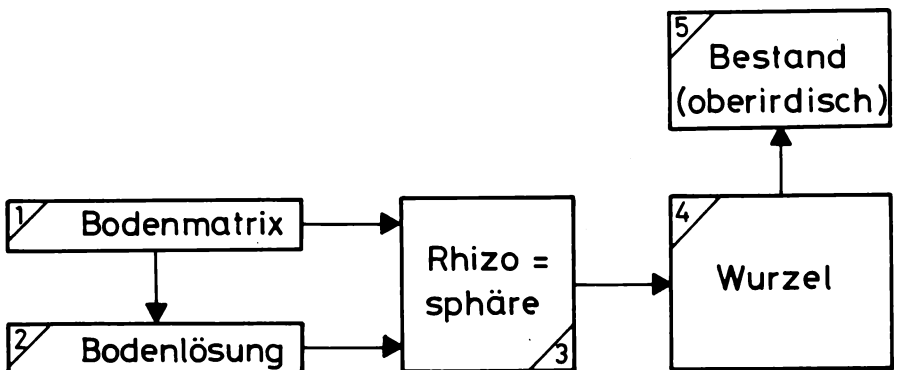 5
Bestand
(oberirdisch)
1 Bodenmatrix
2 Bodenlösung
Rhizo =
sphäre
3
4
Wurzel